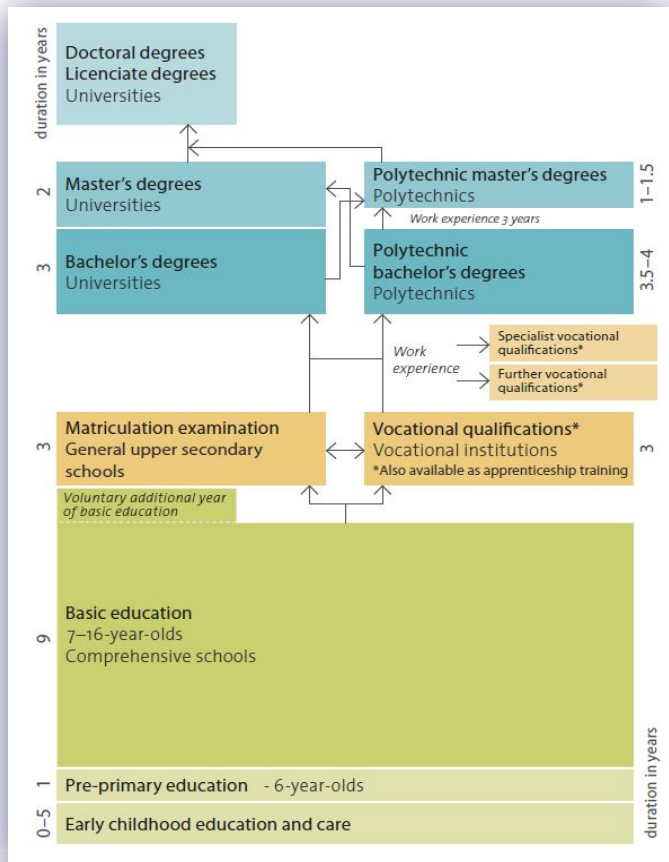 duration in years
Doctoral degrees
Licenciate degrees
Universities
2
Master's degrees
Universities
Polytechnic master's degrees
Polytechnics
1–1.5
Work experience 3 years
3
Bachelor's degrees
Universities
Polytechnic
bachelor's degrees
Polytechnics
3.5–4
Work
experience
Specialist vocational
qualifications*
Further vocational
qualifications*
3
Matriculation examination
General upper secondary
schools
Vocational qualifications*
Vocational institutions
*Also available as apprenticeship training
3
Voluntary additional year
of basic education
9
Basic education
7–16-year-olds
Comprehensive schools
1
Pre-primary education - 6-year-olds
0–5
Early childhood education and care
duration in years